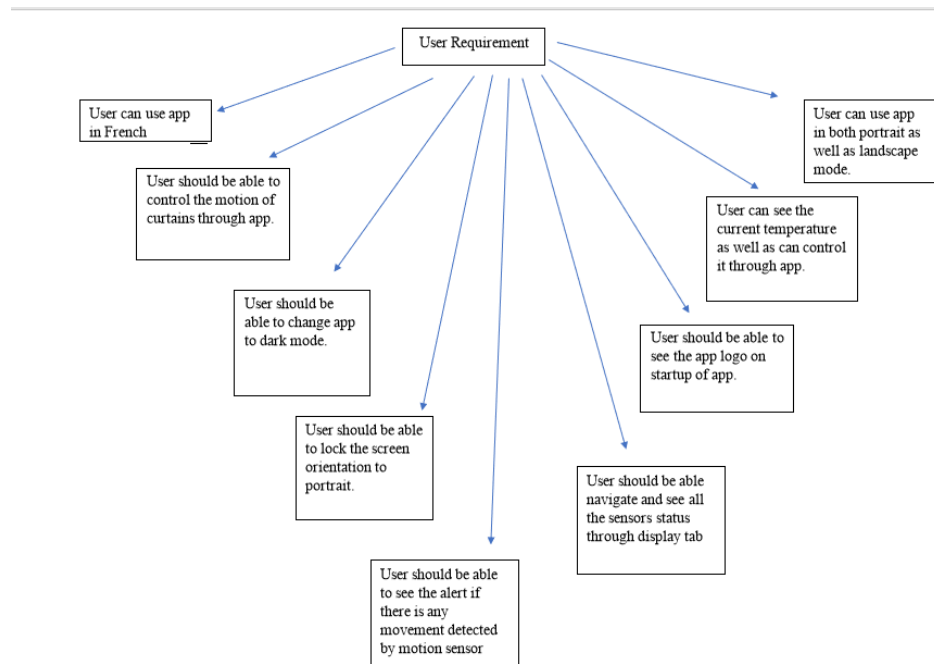 User Requirement
User can use app
in French
User can use app
in both portrait as
well as landscape
mode.
User should be able to
control the motion of
curtains through app.
User can see the
current temperature
as well as can control
it through app.
User should be
able to change app
to dark mode.
User should be able to
see the app logo on
startup of app.
User should be able
to lock the screen
orientation to
portrait.
User should be able
navigate and see all
the sensors status
through display tab
User should be able
to see the alert if
there is any
movement detected
by motion sensor